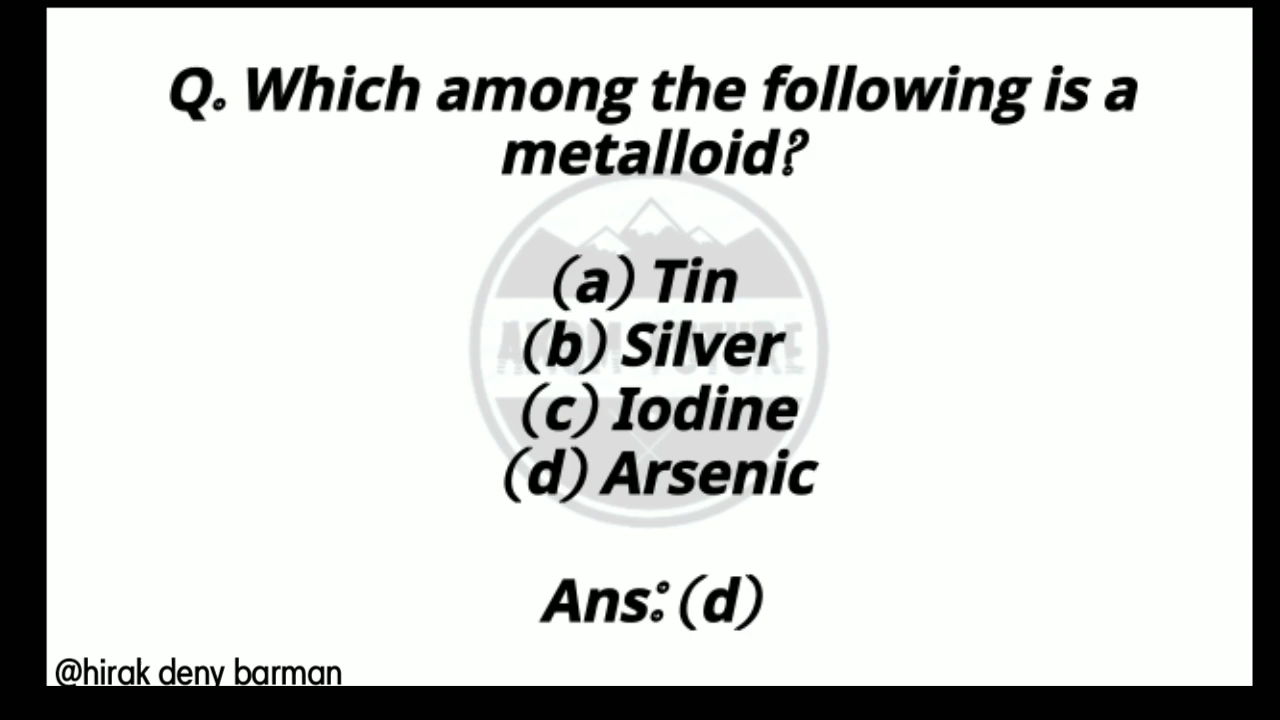 Q. Which among the following is a
metalloid?
(a) Tin
(b) Silver
(c) Iodine
(d) Arsenic
Ans: (d)
@hirak deny barman